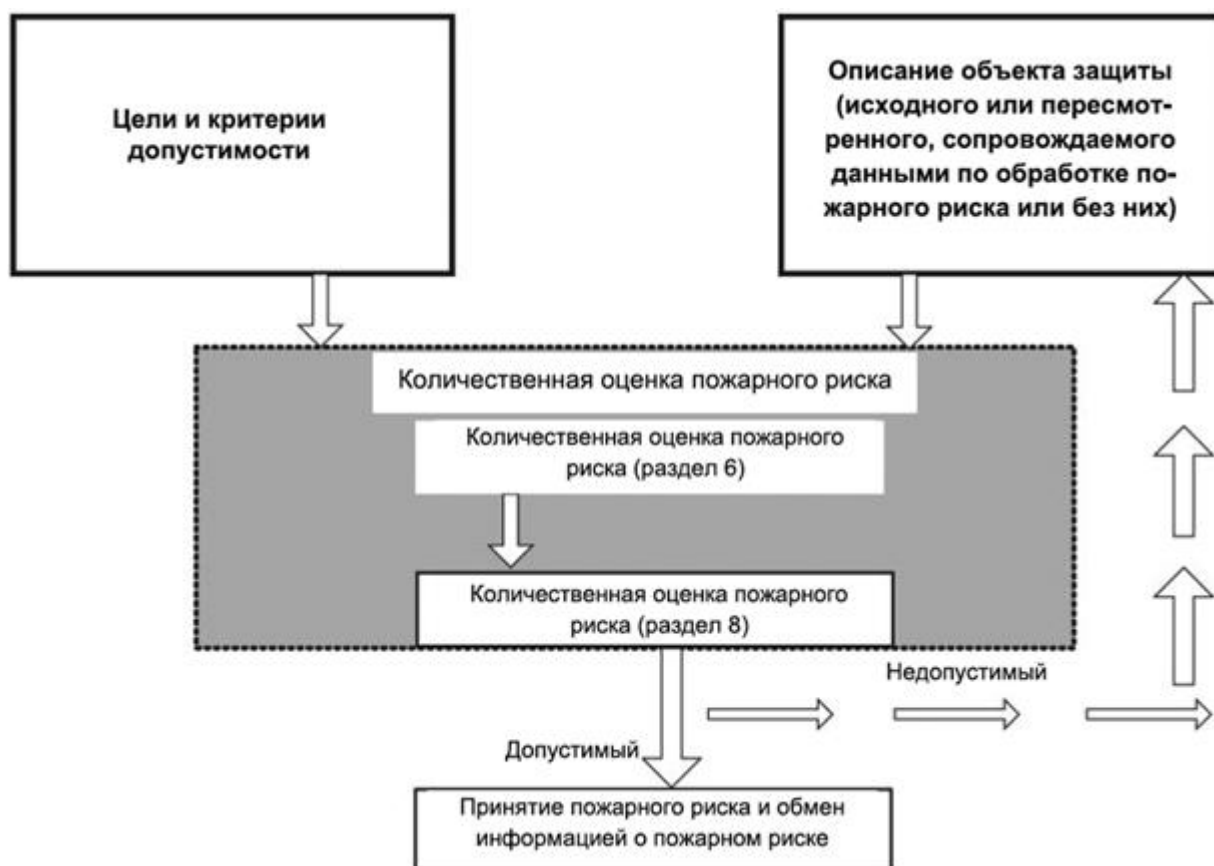 Цели и критерии
допустимости
Описание объекта защиты
(исходного или пересмот-
ренного, сопровождаемого
данными по обработке по-
жарного риска или без них)
Количественная оценка пожарного риска
Количественная оценка пожарного
риска (раздел 6)
Количественная оценка пожарного
риска (раздел 8)
Недопустимый
Допустимый
Принятие пожарного риска и обмен
информацией о пожарном риске